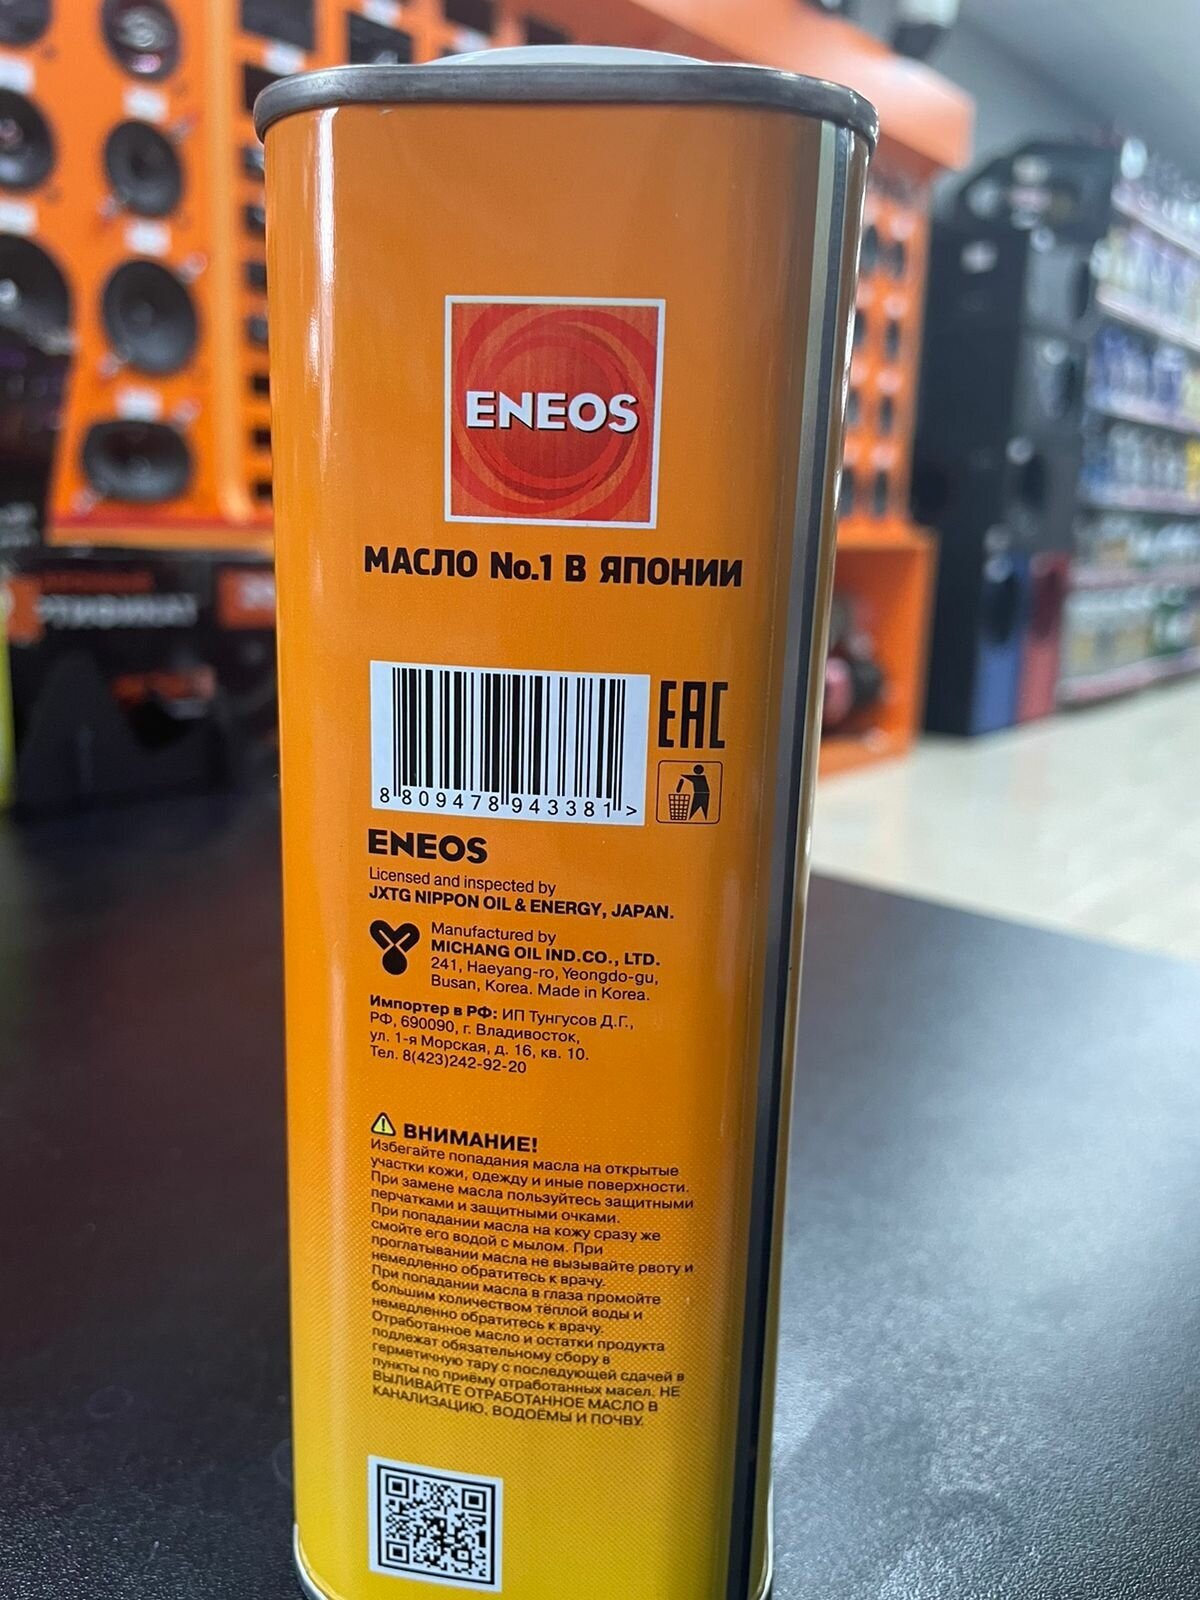 ENEOS
МАСЛО No.1 В ЯПОНИИ
EAC
8 809478 943381 >
ENEOS
Licensed and inspected by
JXTG NIPPON OIL & ENERGY, JAPAN.
Manufactured by
MICHANG OIL IND.CO., LTD.
241, Haeyang-ro, Yeongdo-gu,
Busan, Korea. Made in Korea.
Импортер в РФ: ИП Тунгусов Д.Г.,
РФ, 690090, г. Владивосток,
ул. 1-я Морская, д. 16, кв. 10.
Тел. 8(423)242-92-20
ВНИМАНИЕ!
Избегайте попадания масла на открытые
участки кожи, одежду и иные поверхности.
При замене масла пользуйтесь защитными
перчатками и защитными очками.
При попадании масла на кожу сразу же
смойте его водой с мылом. При
проглатывании масла не вызывайте рвоту и
немедленно обратитесь к врачу.
При попадании масла в глаза промойте
большим количеством тёплой воды и
немедленно обратитесь к врачу.
Отработанное масло и остатки продукта
подлежат обязательному сбору в
герметичную тару с последующей сдачей в
пункты по приёму отработанных масел. НЕ
ВЫЛИВАЙТЕ ОТРАБОТАННОЕ МАСЛО В
КАНАЛИЗАЦИЮ, ВОДОЁМЫ И ПОЧВУ.